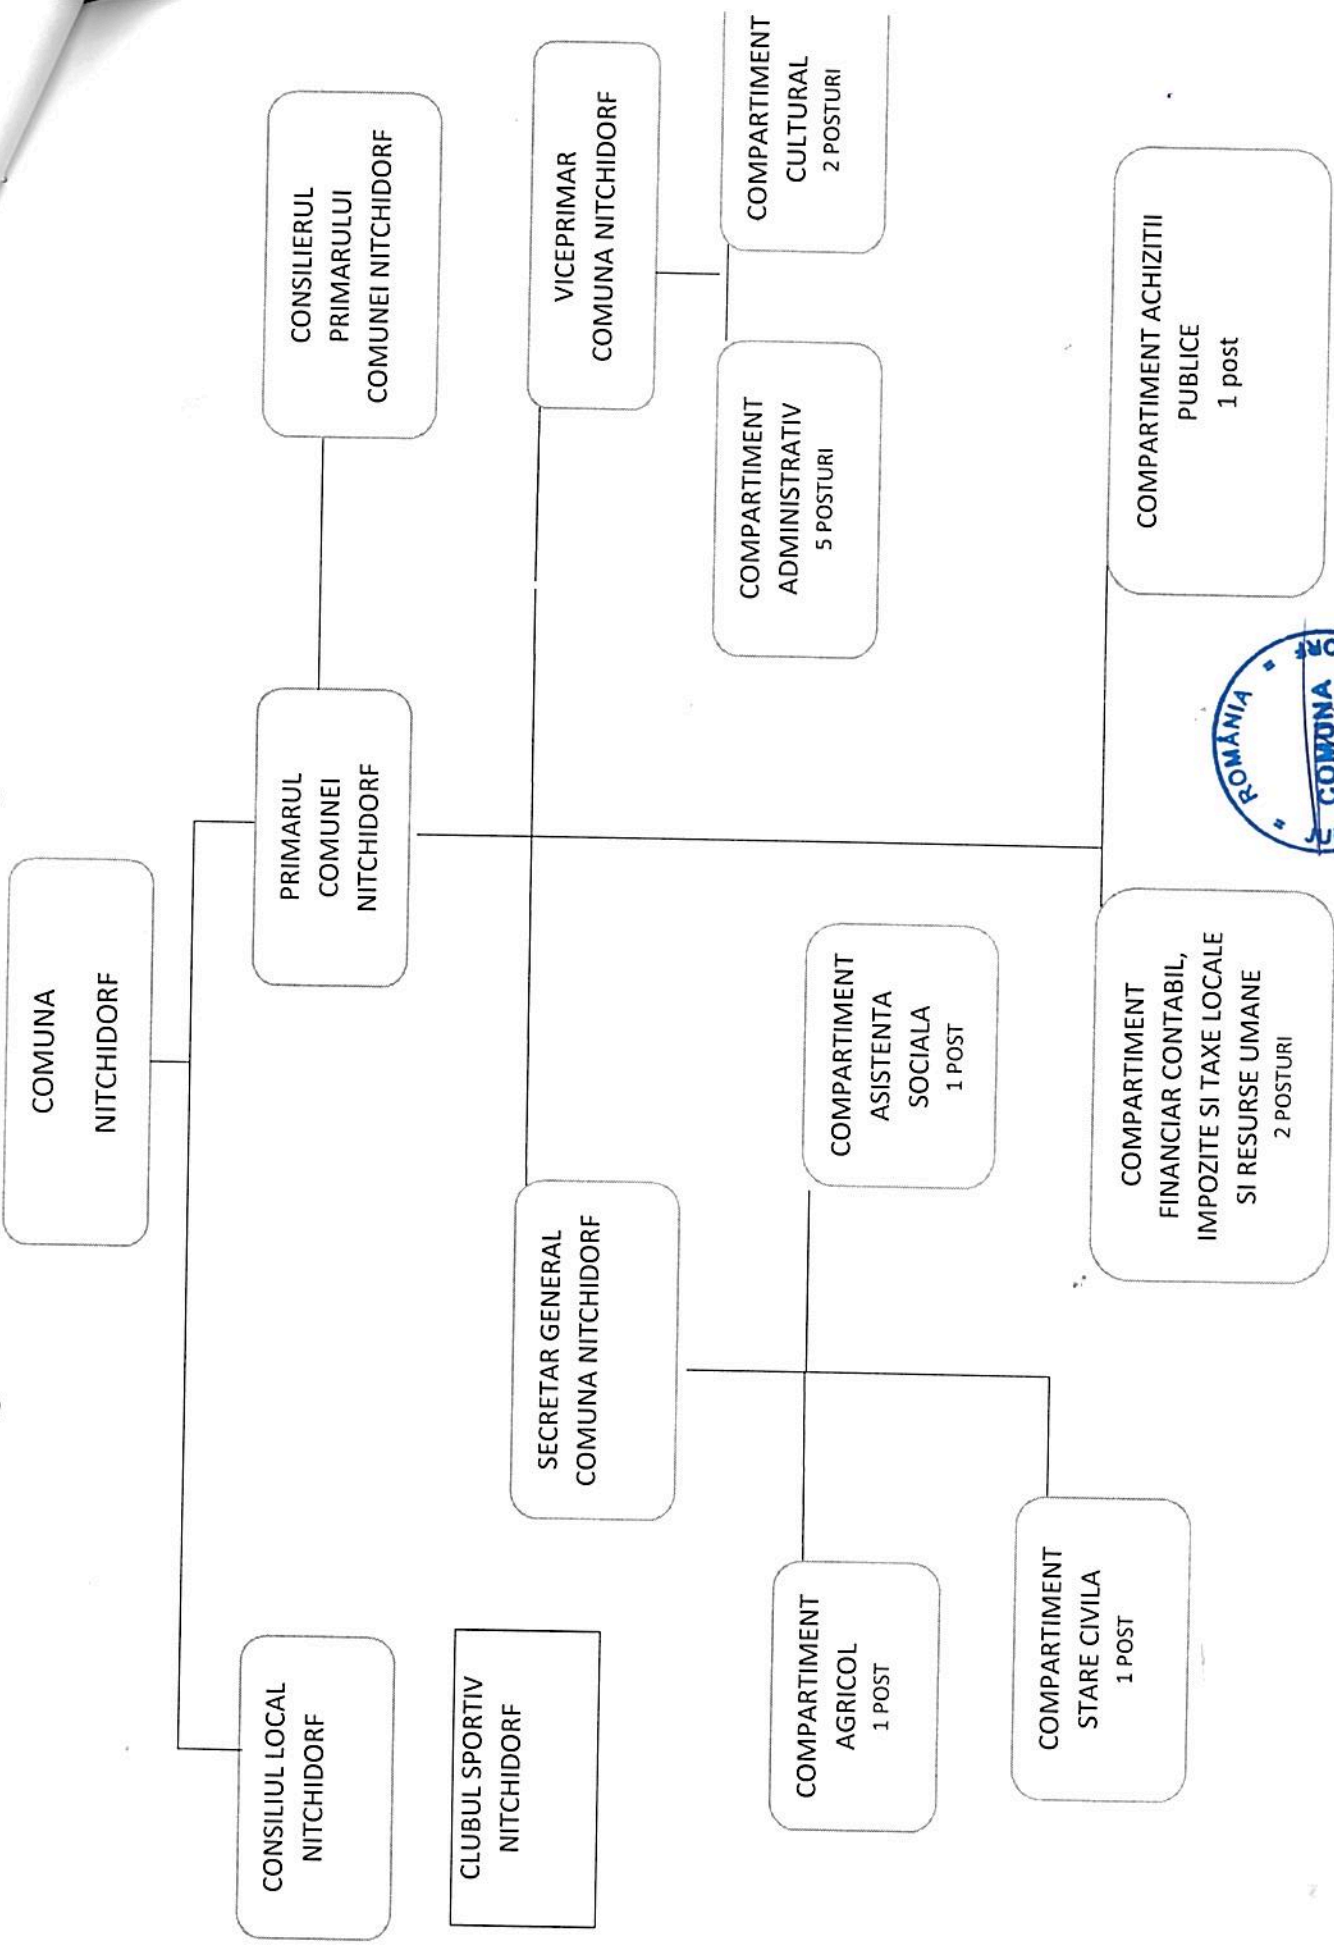 COMUNA
NITCHIDORF
CONSILIUL LOCAL
NITCHIDORF
PRIMARUL
COMUNEI
NITCHIDORF
CONSILIERUL
PRIMARULUI
COMUNEI NITCHIDORF
CLUBUL SPORTIV
NITCHIDORF
SECRETAR GENERAL
COMUNA NITCHIDORF
VICEPRIMAR
COMUNA NITCHIDORF
COMPARTIMENT
AGRICOL
1 POST
COMPARTIMENT
ASISTENTA
SOCIALA
1 POST
COMPARTIMENT
ADMINISTRATIV
5 POSTURI
COMPARTIMENT
CULTURAL
2 POSTURI
COMPARTIMENT
STARE CIVILA
1 POST
COMPARTIMENT
FINANCIAR CONTABIL,
IMPOZITE SI TAXE LOCALE
SI RESURSE UMANE
2 POSTURI
COMPARTIMENT ACHIZITII
PUBLICE
1 post
ROMÂNIA
COMUNA